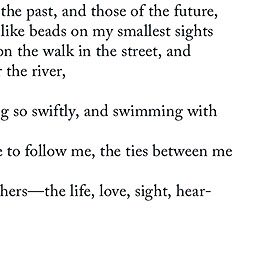 the past, and those of the future,
like beads on my smallest sights
on the walk in the street, and
the river,
g so swiftly, and swimming with
to follow me, the ties between me
hers—the life, love, sight, hear-